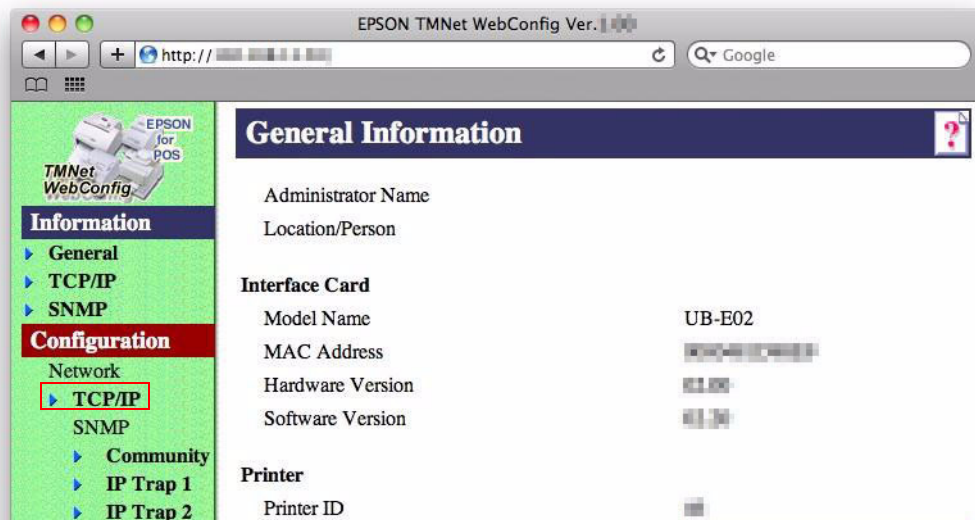 EPSON TMNet WebConfig Ver.
http://
Google
EPSON
for
POS
TMNet
WebConfig
Information
General
TCP/IP
SNMP
Configuration
Network
TCP/IP
SNMP
Community
IP Trap 1
IP Trap 2
General Information
?
Administrator Name
Location/Person
Interface Card
Model Name UB-E02
MAC Address
Hardware Version
Software Version
Printer
Printer ID